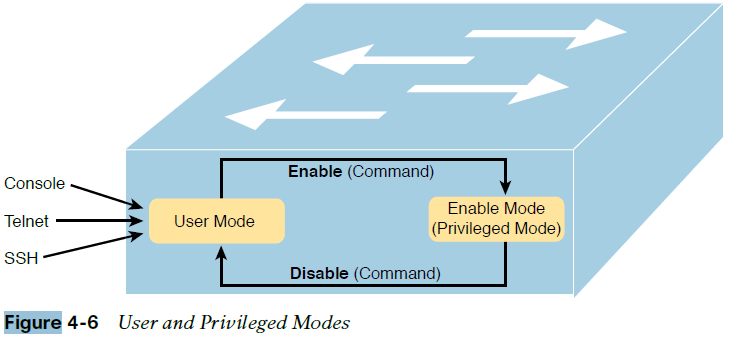 Enable (Command)
Console
Telnet
SSH
User Mode
Enable Mode
(Privileged Mode)
Disable (Command)
Figure 4-6 User and Privileged Modes